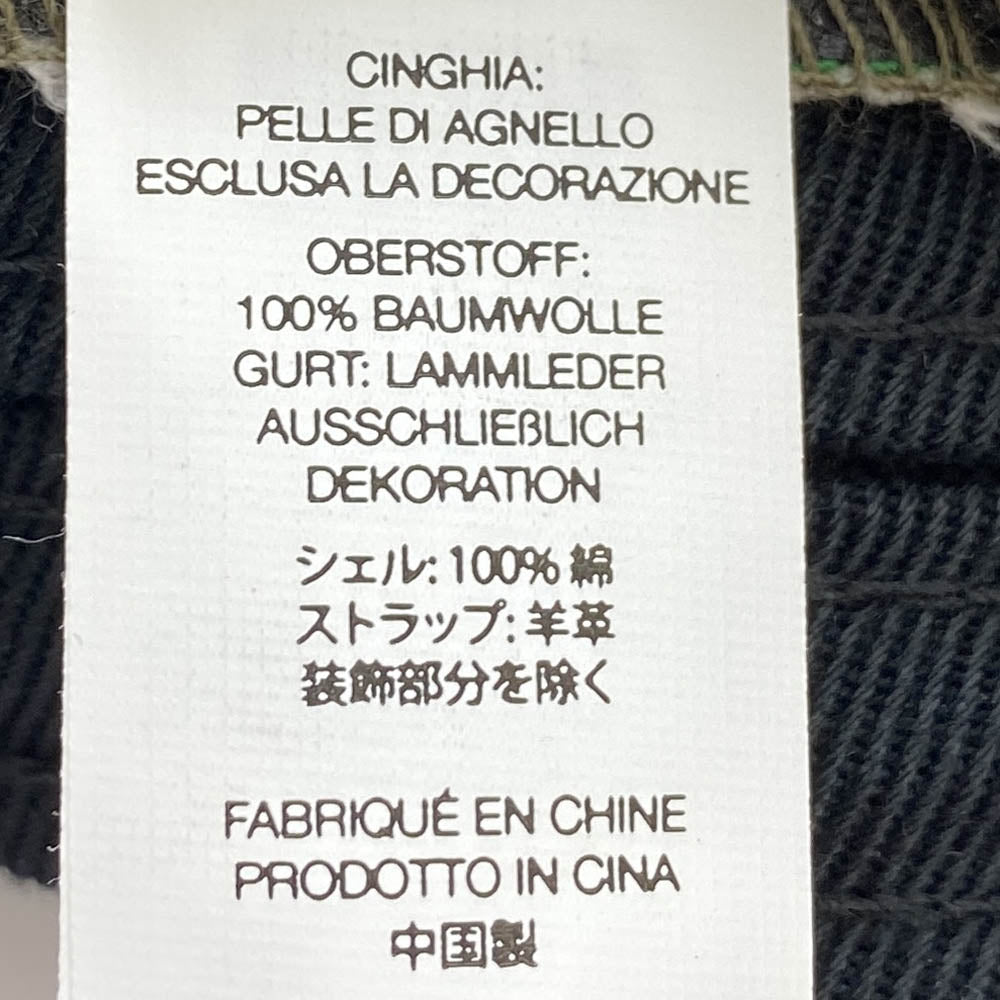 CINGHIA:
PELLE DI AGNELLO
ESCLUSA LA DECORAZIONE
OBERSTOFF:
100% BAUMWOLLE
GURT: LAMMLEDER
AUSSCHLIEßLICH
DEKORATION
シェル: 100% 綿
ストラップ: 羊革
装飾部分を除く
FABRIQUÉ EN CHINE
PRODOTTO IN CINA
中国製